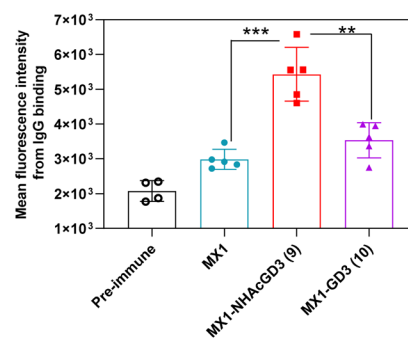 Mean fluorescence intensity
from IgG binding
7×10³
6×10³
5×10³
4×10³
3×10³
2×10³
1×10³
***
**
Pre-immune
MX1
MX1-NHAcGD3 (9)
MX1-GD3 (10)